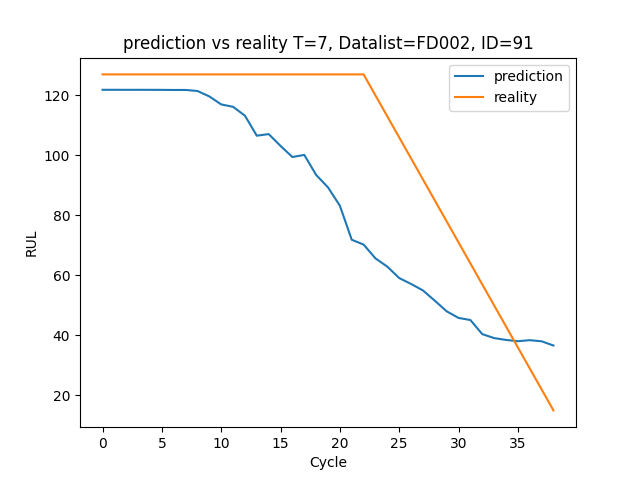 prediction vs reality T=7, Datalist=FD002, ID=91
prediction
reality
RUL
120
100
80
60
40
20
0 5 10 15 20 25 30 35
Cycle